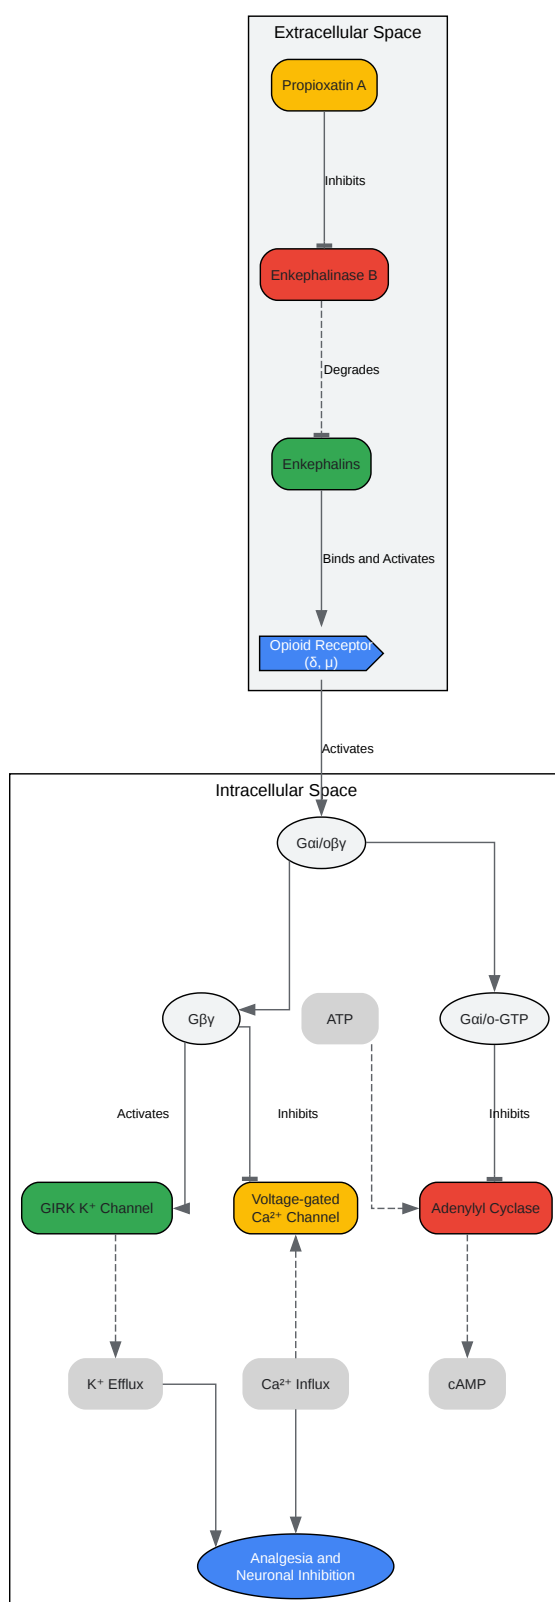 Extracellular Space
Propioxatin A
Inhibits
Enkephalinase B
Degrades
Enkephalins
Binds and Activates
Opioid Receptor
(δ, μ)
Activates
Intracellular Space
Gαi/oβγ
Gβγ
ATP
Gαi/o-GTP
Activates
Inhibits
Inhibits
GIRK K⁺ Channel
Voltage-gated
Ca²⁺ Channel
Adenylyl Cyclase
K⁺ Efflux
Ca²⁺ Influx
cAMP
Analgesia and
Neuronal Inhibition